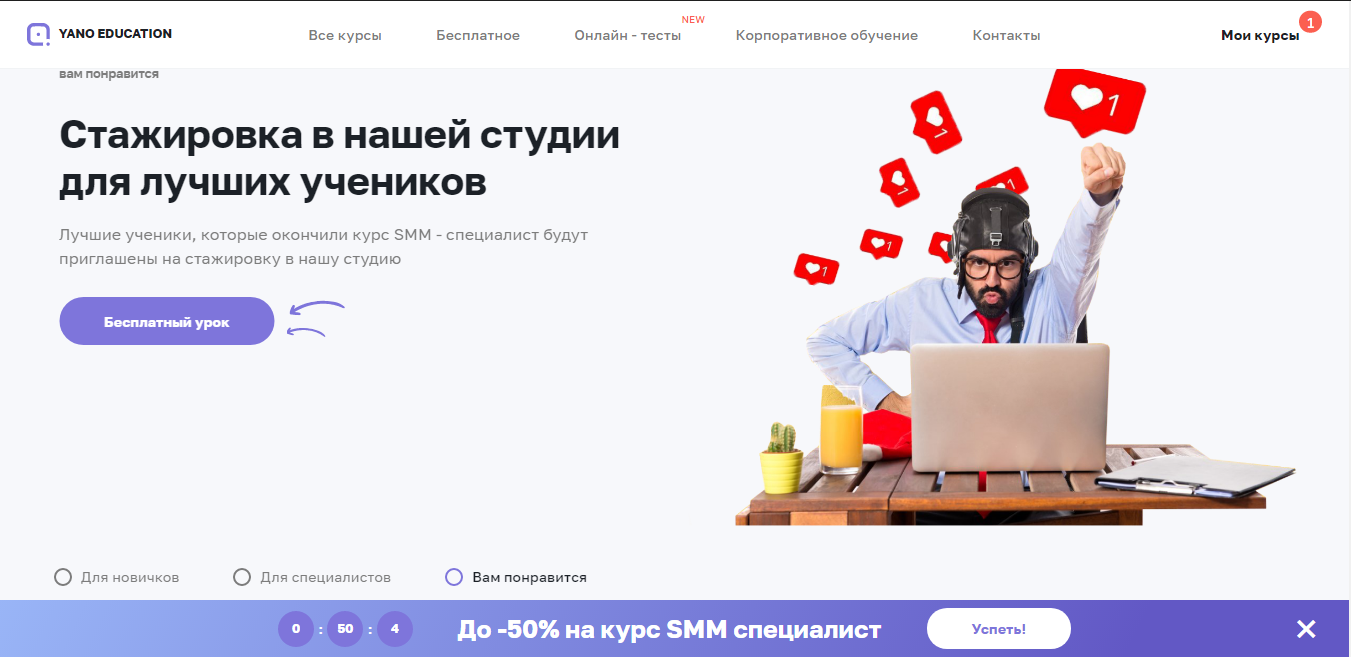 YANO EDUCATION
Все курсы
Бесплатное
Онлайн - тесты
NEW
Корпоративное обучение
Контакты
Мои курсы
1
вам понравится
Стажировка в нашей студии
для лучших учеников
Лучшие ученики, которые окончили курс SMM - специалист будут
приглашены на стажировку в нашу студию
Бесплатный урок
1
1
1
1
1
1
Для новичков
Для специалистов
Вам понравится
0 : 50 : 4
До -50% на курс SMM специалист
Успеть!